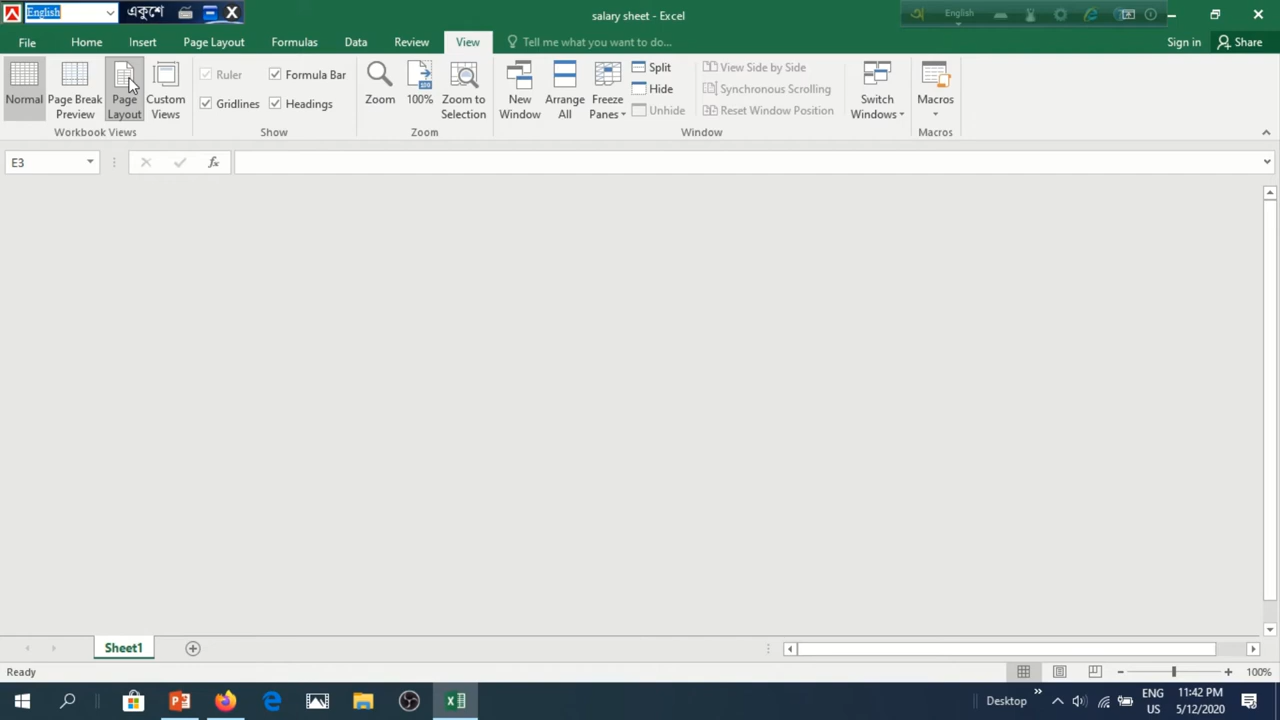 English একুশে salary sheet - Excel English
File Home Insert Page Layout Formulas Data Review View Tell me what you want to do... Sign in Share
Normal Page Break Preview Page Layout Custom Views
Workbook Views
Ruler Formula Bar
Gridlines Headings
Show
Zoom 100% Zoom to Selection
Zoom
New Window Arrange All Freeze Panes
Split
Hide
Unhide
View Side by Side
Synchronous Scrolling
Reset Window Position
Switch Windows
Window
Macros
Macros
E3 fx
Sheet1
Ready 100%
Desktop ENG US 11:42 PM 5/12/2020